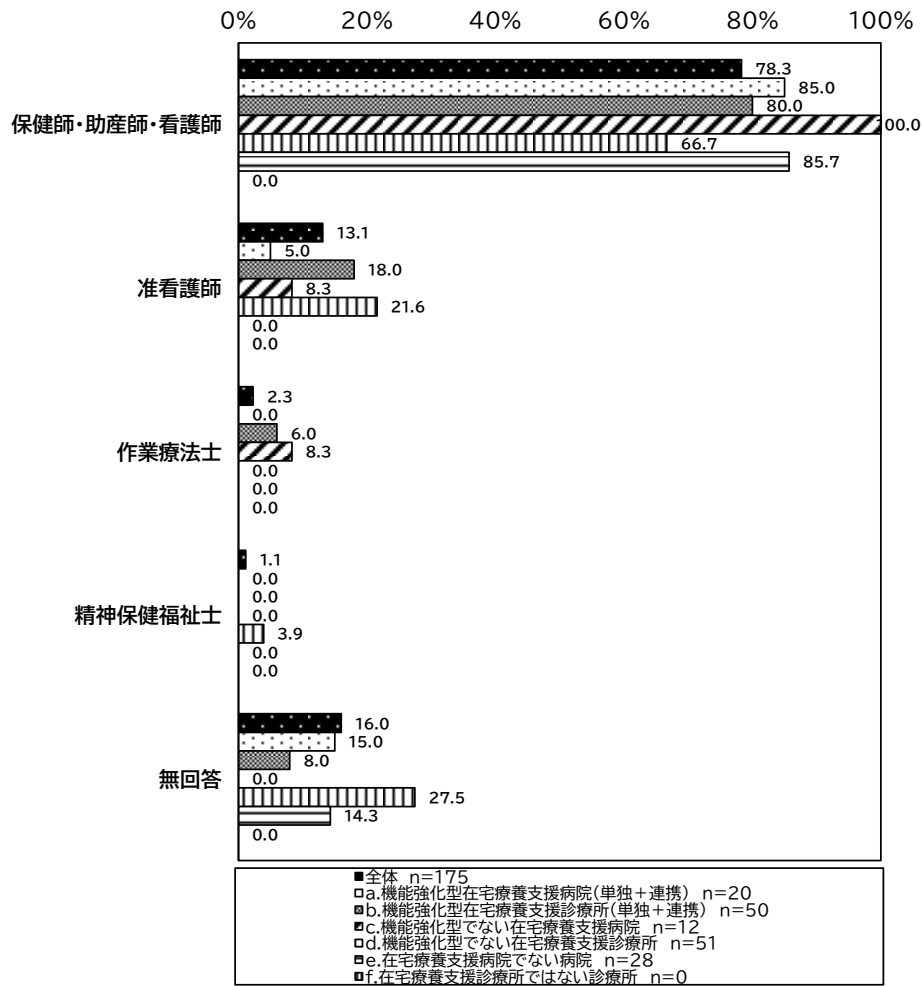 0% 20% 40% 60% 80% 100%
保健師・助産師・看護師
78.3
85.0
80.0
00.0
66.7
85.7
0.0
准看護師
13.1
5.0
18.0
8.3
21.6
0.0
0.0
作業療法士
2.3
0.0
6.0
8.3
0.0
0.0
0.0
精神保健福祉士
1.1
0.0
0.0
0.0
3.9
0.0
0.0
無回答
16.0
15.0
8.0
0.0
27.5
14.3
0.0
全体 n=175
a.機能強化型在宅療養支援病院(単独+連携) n=20
b.機能強化型在宅療養支援診療所(単独+連携) n=50
c.機能強化型でない在宅療養支援病院 n=12
d.機能強化型でない在宅療養支援診療所 n=51
e.在宅療養支援病院でない病院 n=28
f.在宅療養支援診療所ではない診療所 n=0